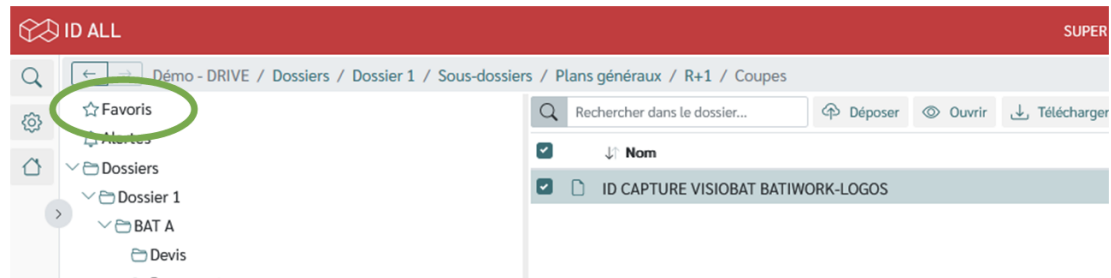 ID ALL
SUPER
Démo - DRIVE / Dossiers / Dossier 1 / Sous-dossiers / Plans généraux / R+1 / Coupes
Favoris
Alertes
Dossiers
Dossier 1
BAT A
Devis
Rechercher dans le dossier...
Déposer
Ouvrir
Télécharger
Nom
ID CAPTURE VISIOBAT BATIWORK-LOGOS